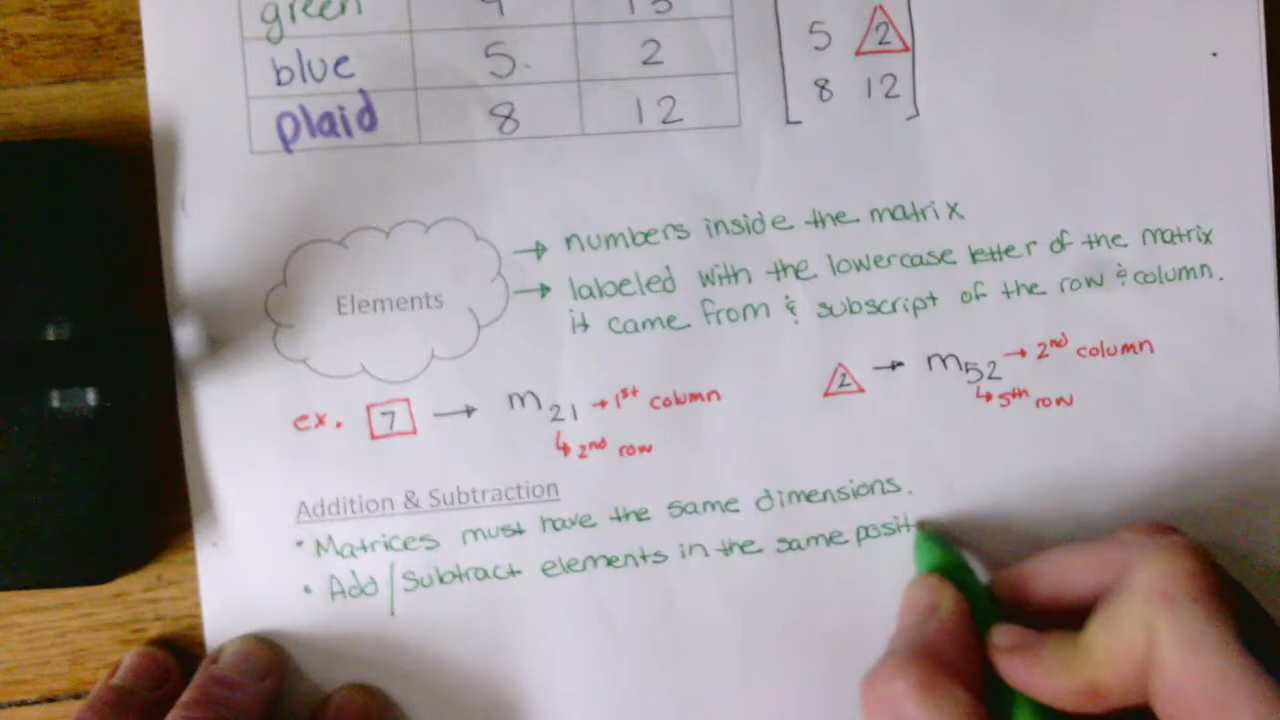 green
blue 5. 2
plaid 8 12
5 2
8 12
Elements
→ numbers inside the matrix
→ labeled with the lowercase letter of the matrix
it came from & subscript of the row & column.
ex. 7 → m21 → 1st column
↳ 2nd row
2 → m52 → 2nd column
↳ 5th row
Addition & Subtraction
• Matrices must have the same dimensions.
• Add/Subtract elements in the same posit